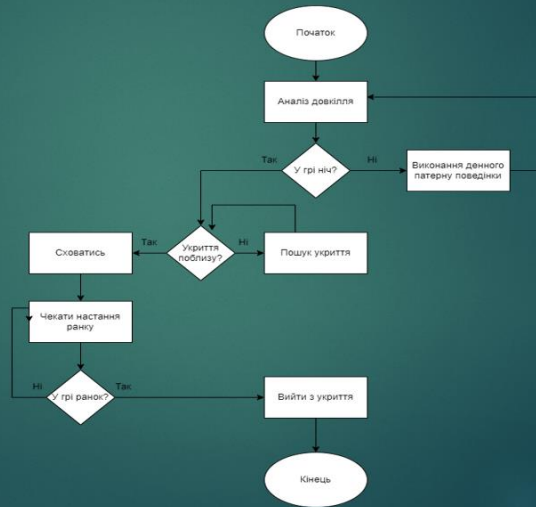 Початок
Аналіз довкілля
Так
У грі ніч?
Ні
Виконання денного
патерну поведінки
Сховатись
Так
Укриття
поблизу?
Ні
Пошук укриття
Чекати настання
ранку
Ні
У грі ранок?
Так
Вийти з укриття
Кінець